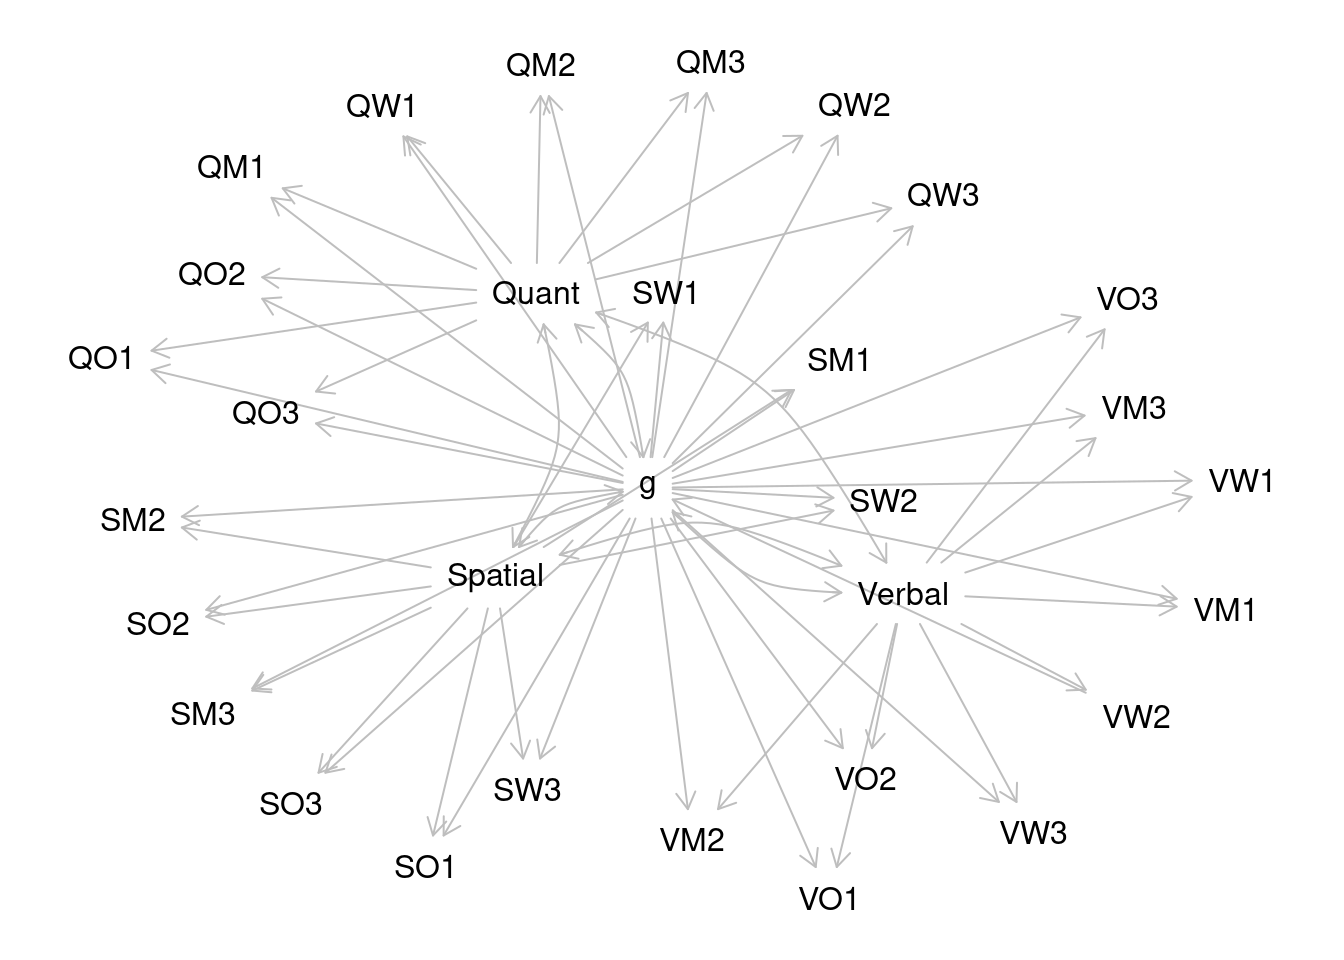 QM2
QM3
QW1
QW2
QM1
QW3
QO2
Quant
SW1
VO3
QO1
SM1
QO3
VM3
g
VW1
SM2
SW2
Spatial
Verbal
SO2
VM1
SM3
VW2
SO3
SW3
VO2
VM2
VW3
SO1
VO1